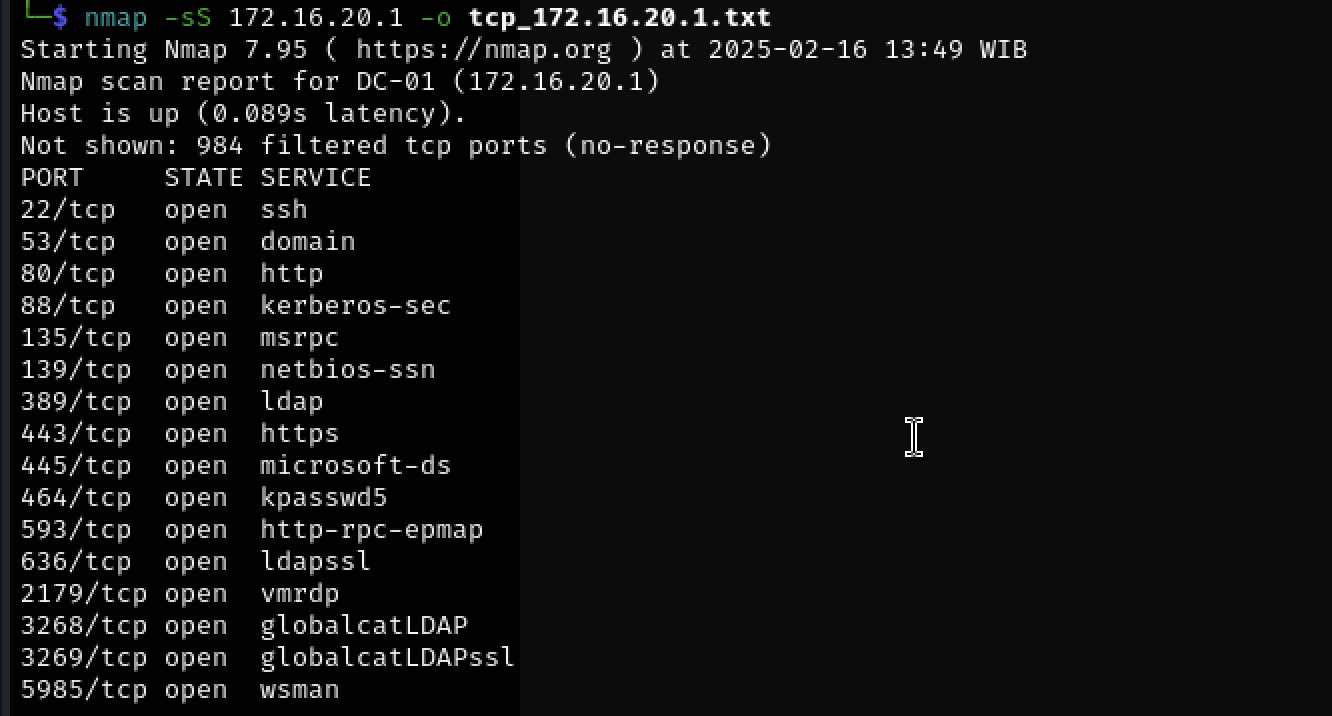 └─$ nmap -sS 172.16.20.1 -o tcp_172.16.20.1.txt
Starting Nmap 7.95 ( https://nmap.org ) at 2025-02-16 13:49 WIB
Nmap scan report for DC-01 (172.16.20.1)
Host is up (0.089s latency).
Not shown: 984 filtered tcp ports (no-response)
PORT     STATE SERVICE
22/tcp   open  ssh
53/tcp   open  domain
80/tcp   open  http
88/tcp   open  kerberos-sec
135/tcp  open  msrpc
139/tcp  open  netbios-ssn
389/tcp  open  ldap
443/tcp  open  https
445/tcp  open  microsoft-ds
464/tcp  open  kpasswd5
593/tcp  open  http-rpc-epmap
636/tcp  open  ldapssl
2179/tcp open  vmrdp
3268/tcp open  globalcatLDAP
3269/tcp open  globalcatLDAPssl
5985/tcp open  wsman